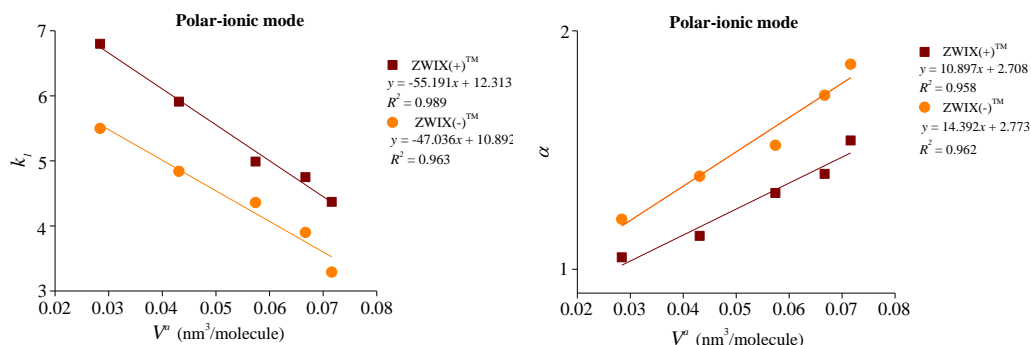 Polar-ionic mode
7
6
5
4
3
k₁
0.02 0.03 0.04 0.05 0.06 0.07 0.08
Vᵃ (nm³/molecule)
ZWIX(+)™
y = -55.191x + 12.313
R² = 0.989
ZWIX(-)™
y = -47.036x + 10.892
R² = 0.963
Polar-ionic mode
2
1
α
0.02 0.03 0.04 0.05 0.06 0.07 0.08
Vᵃ (nm³/molecule)
ZWIX(+)™
y = 10.897x + 2.708
R² = 0.958
ZWIX(-)™
y = 14.392x + 2.773
R² = 0.962